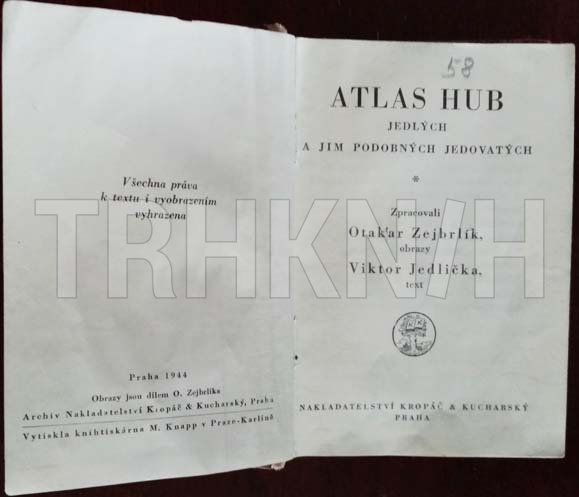 Všechna práva
k textu i vyobrazením
vyhrazena
Praha 1944
Obrazy jsou dílem O. Zejbrlíka
Archiv Nakladatelství Kropáč & Kucharský, Praha
Vytiskla knihtiskárna M. Knapp v Praze-Karlíně
58
ATLAS HUB
JEDLÝCH
A JIM PODOBNÝCH JEDOVATÝCH
*
Zpracovali
Otakar Zejbrlík,
obrazy
Viktor Jedlička,
text
NAKLADATELSTVÍ KROPÁČ & KUCHARSKÝ
PRAHA
TRHKNIH